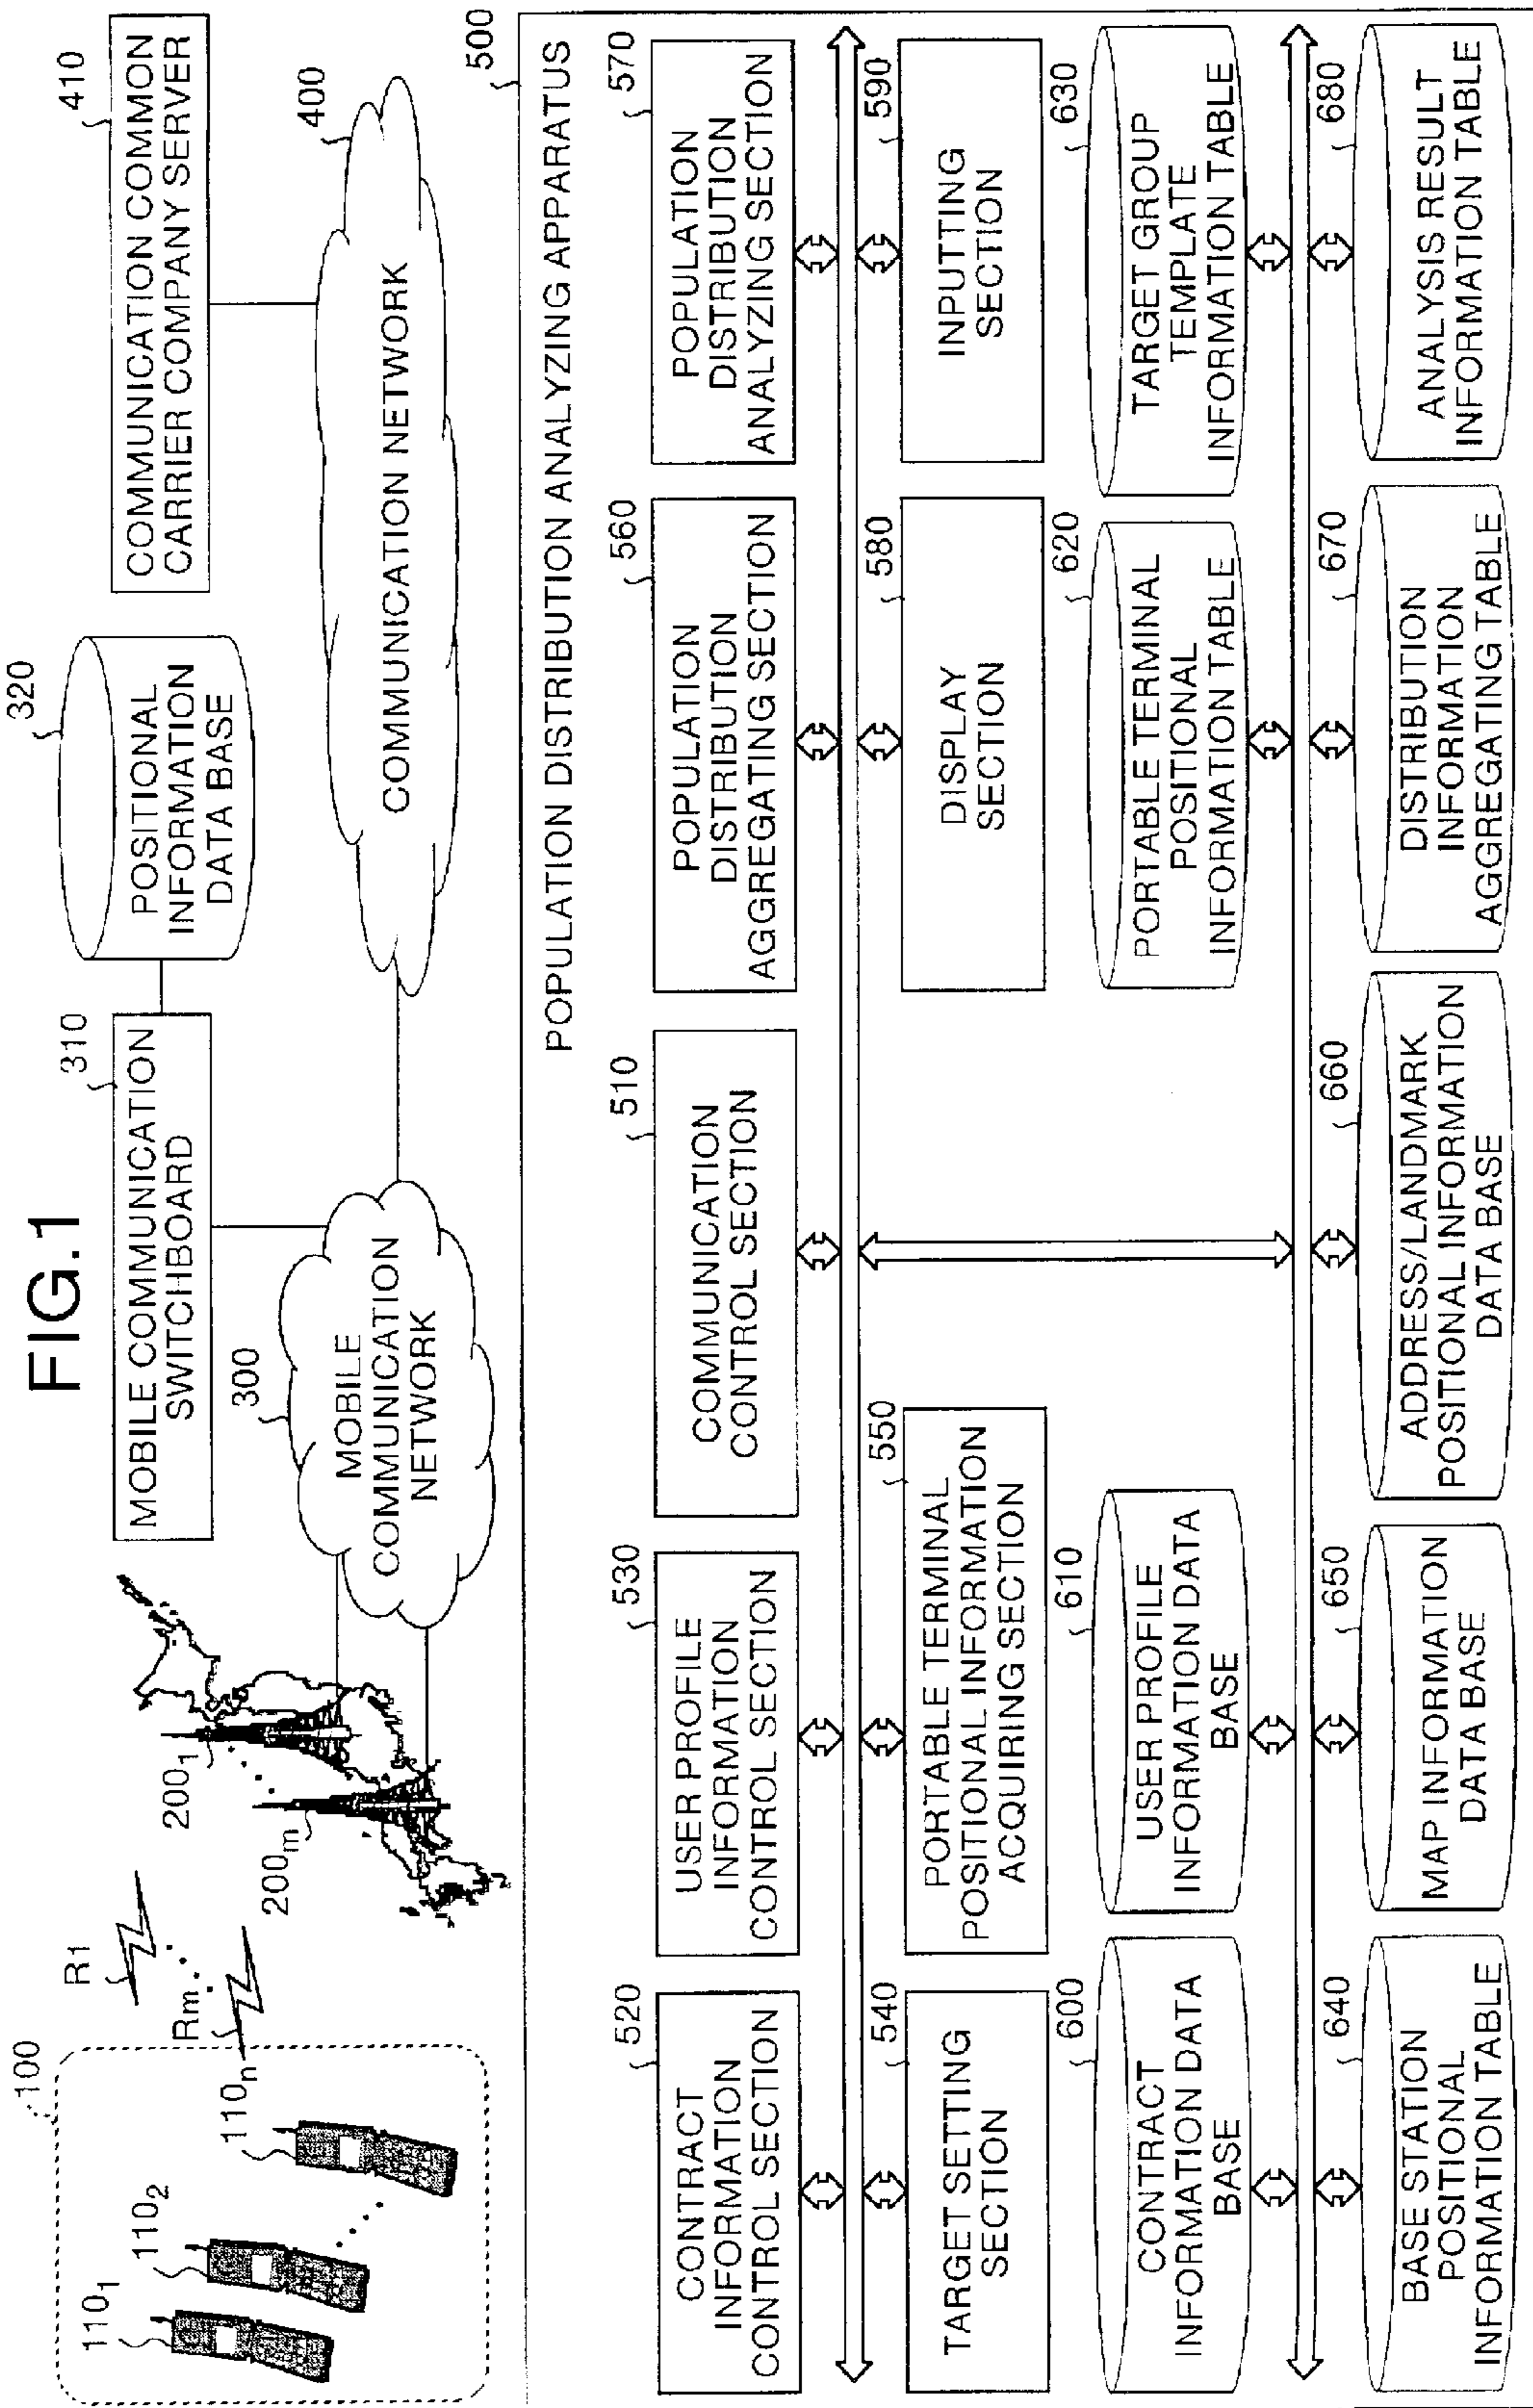 FIG.1
100
110₁
110₂
110ₙ
R1
Rm
200₁
200ₘ
300
MOBILE
COMMUNICATION
NETWORK
310
MOBILE COMMUNICATION
SWITCHBOARD
320
POSITIONAL
INFORMATION
DATA BASE
410
COMMUNICATION COMMON
CARRIER COMPANY SERVER
400
COMMUNICATION NETWORK
500
POPULATION DISTRIBUTION ANALYZING APPARATUS
520
CONTRACT
INFORMATION
CONTROL SECTION
530
USER PROFILE
INFORMATION
CONTROL SECTION
510
COMMUNICATION
CONTROL SECTION
560
POPULATION
DISTRIBUTION
AGGREGATING SECTION
570
POPULATION
DISTRIBUTION
ANALYZING SECTION
540
TARGET SETTING
SECTION
550
PORTABLE TERMINAL
POSITIONAL INFORMATION
ACQUIRING SECTION
580
DISPLAY
SECTION
590
INPUTTING
SECTION
600
CONTRACT
INFORMATION DATA
BASE
610
USER PROFILE
INFORMATION DATA
BASE
620
PORTABLE TERMINAL
POSITIONAL
INFORMATION TABLE
630
TARGET GROUP
TEMPLATE
INFORMATION TABLE
640
BASE STATION
POSITIONAL
INFORMATION TABLE
650
MAP INFORMATION
DATA BASE
660
ADDRESS/LANDMARK
POSITIONAL INFORMATION
DATA BASE
670
DISTRIBUTION
INFORMATION
AGGREGATING TABLE
680
ANALYSIS RESULT
INFORMATION TABLE